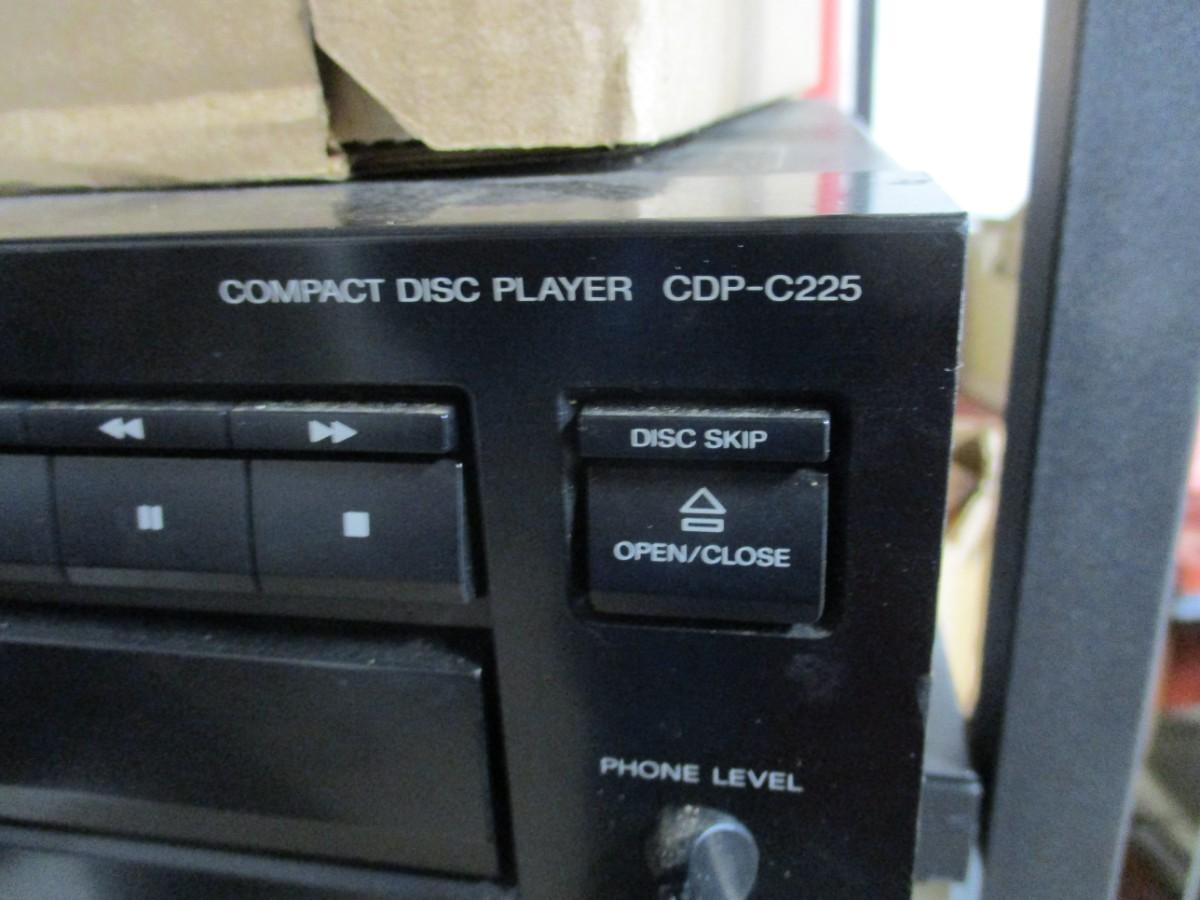 COMPACT DISC PLAYER CDP-C225
DISC SKIP
OPEN/CLOSE
PHONE LEVEL